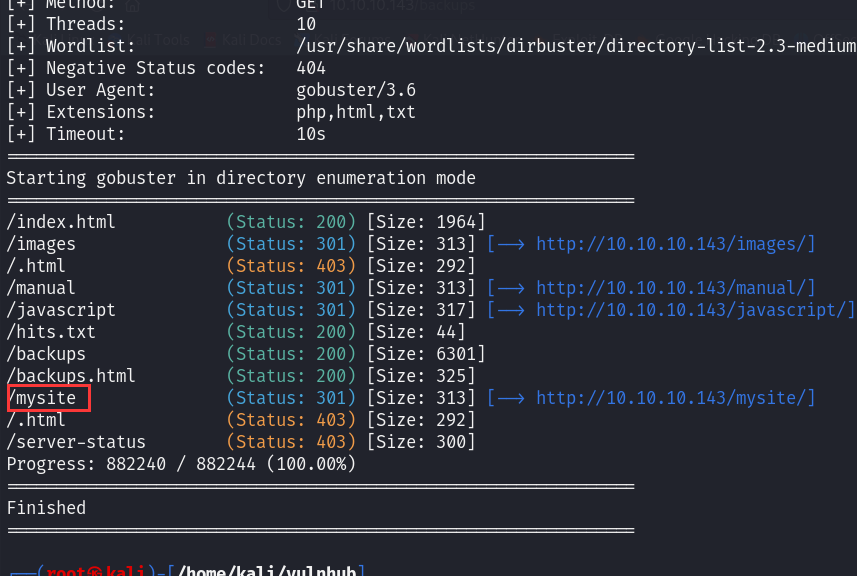 [+] Method: GET
[+] Threads: 10
[+] Wordlist: /usr/share/wordlists/dirbuster/directory-list-2.3-medium
[+] Negative Status codes: 404
[+] User Agent: gobuster/3.6
[+] Extensions: php,html,txt
[+] Timeout: 10s
===============================================================
Starting gobuster in directory enumeration mode
===============================================================
/index.html (Status: 200) [Size: 1964]
/images (Status: 301) [Size: 313] [--> http://10.10.10.143/images/]
/.html (Status: 403) [Size: 292]
/manual (Status: 301) [Size: 313] [--> http://10.10.10.143/manual/]
/javascript (Status: 301) [Size: 317] [--> http://10.10.10.143/javascript/]
/hits.txt (Status: 200) [Size: 44]
/backups (Status: 200) [Size: 6301]
/backups.html (Status: 200) [Size: 325]
/mysite (Status: 301) [Size: 313] [--> http://10.10.10.143/mysite/]
/.html (Status: 403) [Size: 292]
/server-status (Status: 403) [Size: 300]
Progress: 882240 / 882244 (100.00%)
===============================================================
Finished
===============================================================
┌──(root㉿kali)-[/home/kali/vulnhub]